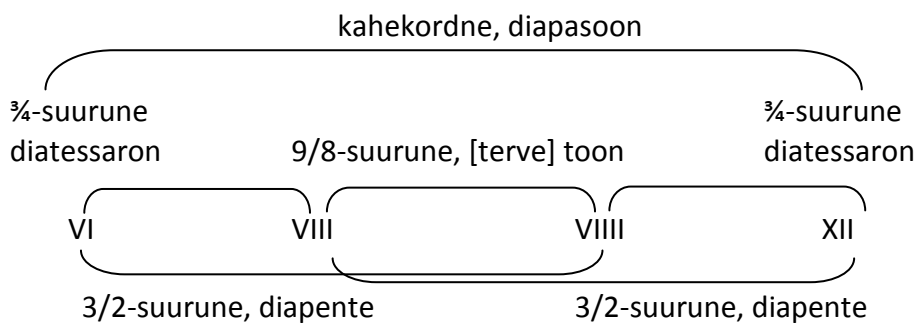 kahekordne, diapasoon
¾-suurune ¾-suurune
diatessaron 9/8-suurune, [terve] toon diatessaron
VI VIII VIIII XII
3/2-suurune, diapente 3/2-suurune, diapente